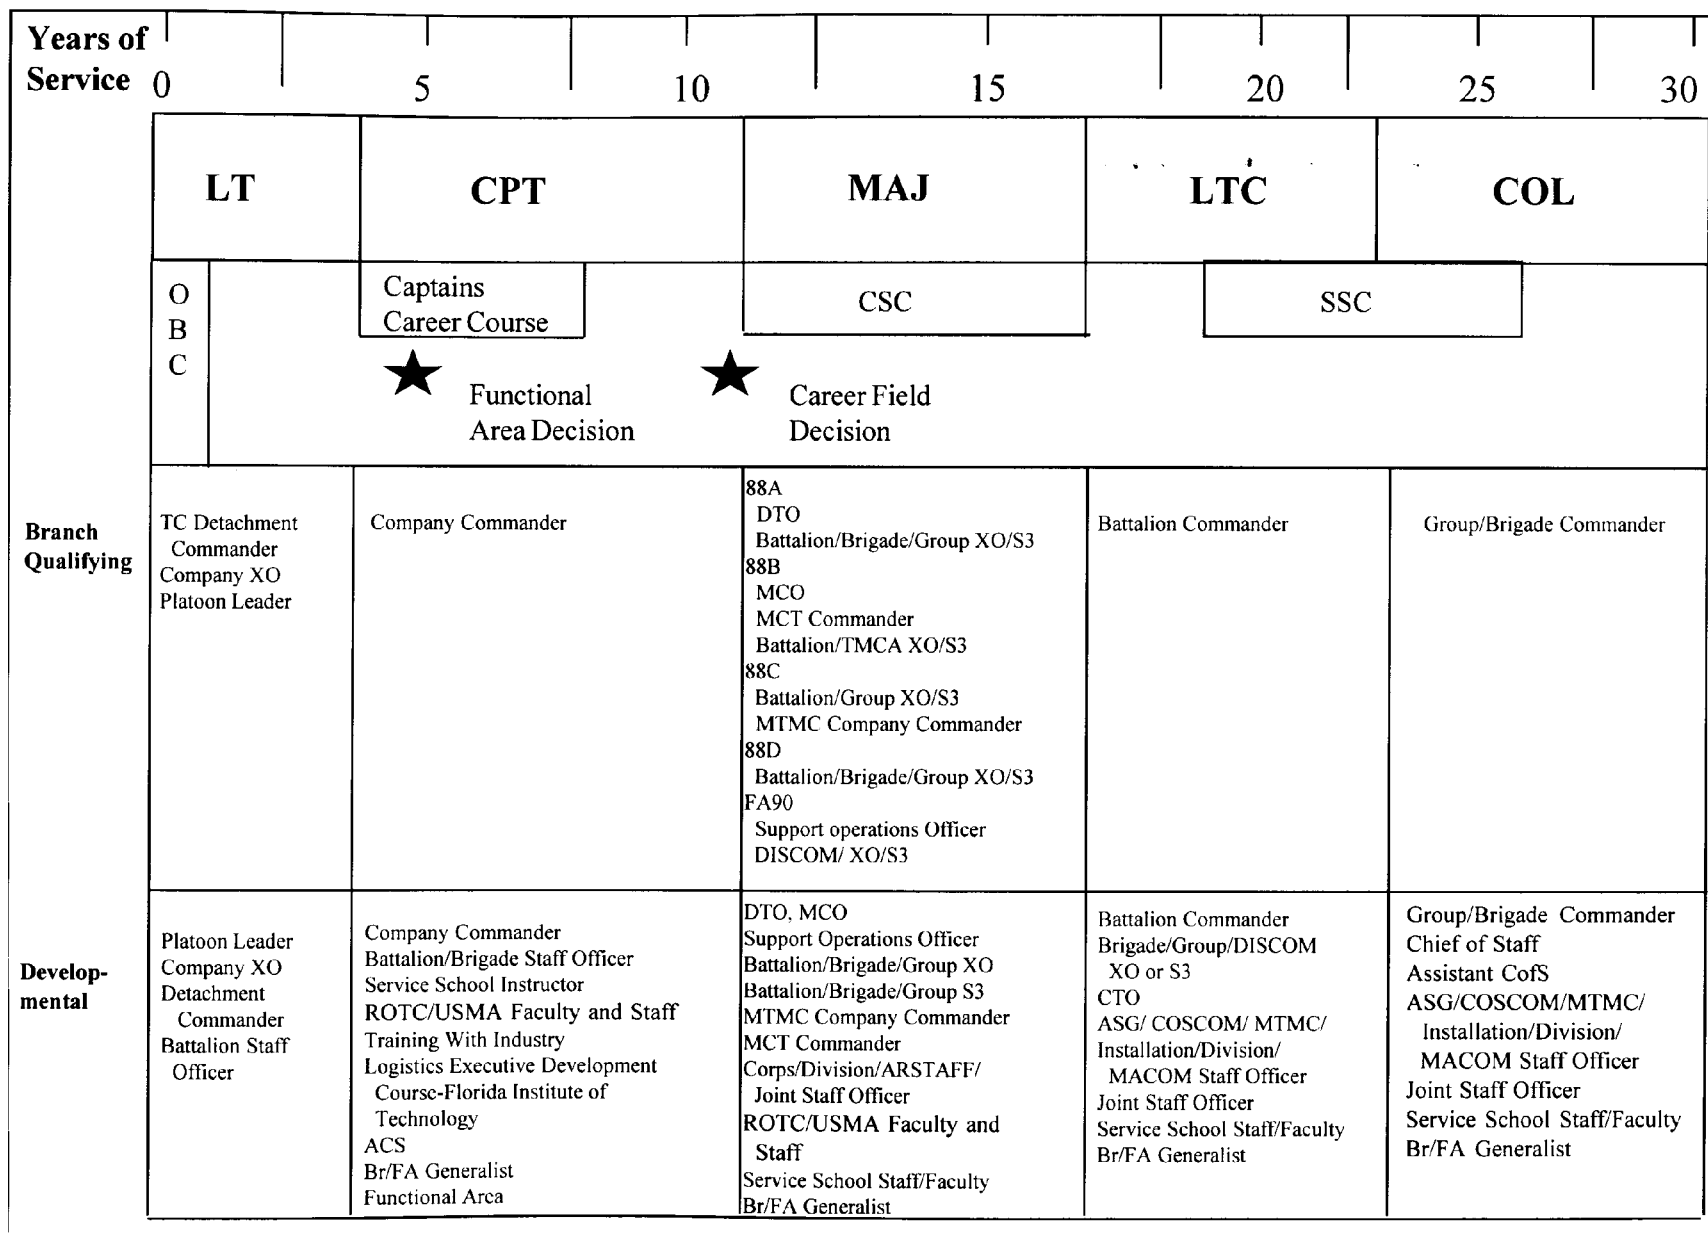 Years of
Service 0 5 10 15 20 25 30
LT CPT MAJ LTC COL
O
B
C
Captains
Career Course
CSC
SSC
Functional
Area Decision
Career Field
Decision
Branch
Qualifying
TC Detachment
Commander
Company XO
Platoon Leader
Company Commander
88A
DTO
Battalion/Brigade/Group XO/S3
88B
MCO
MCT Commander
Battalion/TMCA XO/S3
88C
Battalion/Group XO/S3
MTMC Company Commander
88D
Battalion/Brigade/Group XO/S3
FA90
Support operations Officer
DISCOM/ XO/S3
Battalion Commander
Group/Brigade Commander
Develop-
mental
Platoon Leader
Company XO
Detachment
Commander
Battalion Staff
Officer
Company Commander
Battalion/Brigade Staff Officer
Service School Instructor
ROTC/USMA Faculty and Staff
Training With Industry
Logistics Executive Development
Course-Florida Institute of
Technology
ACS
Br/FA Generalist
Functional Area
DTO, MCO
Support Operations Officer
Battalion/Brigade/Group XO
Battalion/Brigade/Group S3
MTMC Company Commander
MCT Commander
Corps/Division/ARSTAFF/
Joint Staff Officer
ROTC/USMA Faculty and
Staff
Service School Staff/Faculty
Br/FA Generalist
Battalion Commander
Brigade/Group/DISCOM
XO or S3
CTO
ASG/ COSCOM/ MTMC/
Installation/Division/
MACOM Staff Officer
Joint Staff Officer
Service School Staff/Faculty
Br/FA Generalist
Group/Brigade Commander
Chief of Staff
Assistant CofS
ASG/COSCOM/MTMC/
Installation/Division/
MACOM Staff Officer
Joint Staff Officer
Service School Staff/Faculty
Br/FA Generalist